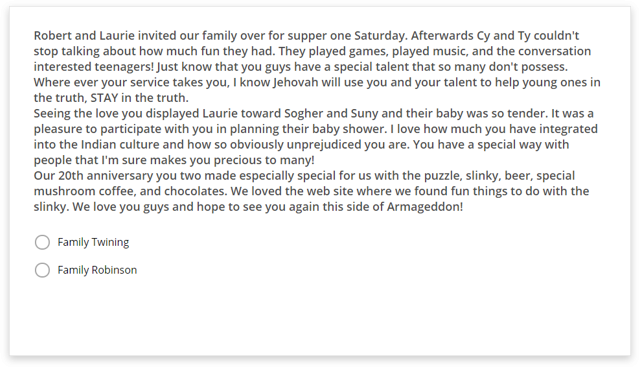 Robert and Laurie invited our family over for supper one Saturday. Afterwards Cy and Ty couldn't
stop talking about how much fun they had. They played games, played music, and the conversation
interested teenagers! Just know that you guys have a special talent that so many don't possess.
Where ever your service takes you, I know Jehovah will use you and your talent to help young ones in
the truth, STAY in the truth.
Seeing the love you displayed Laurie toward Sogher and Suny and their baby was so tender. It was a
pleasure to participate with you in planning their baby shower. I love how much you have integrated
into the Indian culture and how so obviously unprejudiced you are. You have a special way with
people that I'm sure makes you precious to many!
Our 20th anniversary you two made especially special for us with the puzzle, slinky, beer, special
mushroom coffee, and chocolates. We loved the web site where we found fun things to do with the
slinky. We love you guys and hope to see you again this side of Armageddon!
Family Twining
Family Robinson